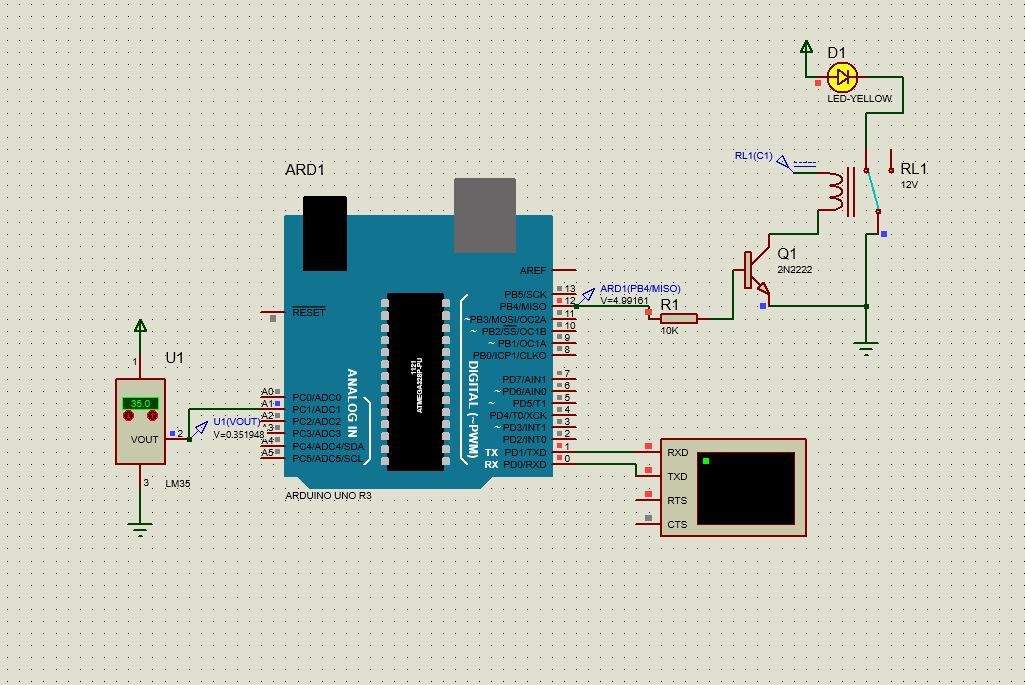 D1
LED-YELLOW
RL1(C1)
RL1
12V
ARD1
Q1
2N2222
AREF
RESET
13
PB5/SCK
12
PB4/MISO
ARD1(PB4/MISO)
V=4.99161
R1
10K
11
~PB3/MOSI/OC2A
10
~ PB2/SS/OC1B
9
~ PB1/OC1A
8
PB0/ICP1/CLKO
1121
ATMEGA328P-PU
DIGITAL (~PWM)
ANALOG IN
7
PD7/AIN1
6
~ PD6/AIN0
5
~ PD5/T1
4
PD4/T0/XCK
3
~ PD3/INT1
2
PD2/INT0
1
TX PD1/TXD
0
RX PD0/RXD
A0
PC0/ADC0
A1
PC1/ADC1
A2
PC2/ADC2
PC3/ADC3
A4
PC4/ADC4/SDA
A5
PC5/ADC5/SCL
ARDUINO UNO R3
U1
1
35.0
VOUT
2
U1(VOUT)
V=0.351948
3
LM35
RXD
TXD
RTS
CTS